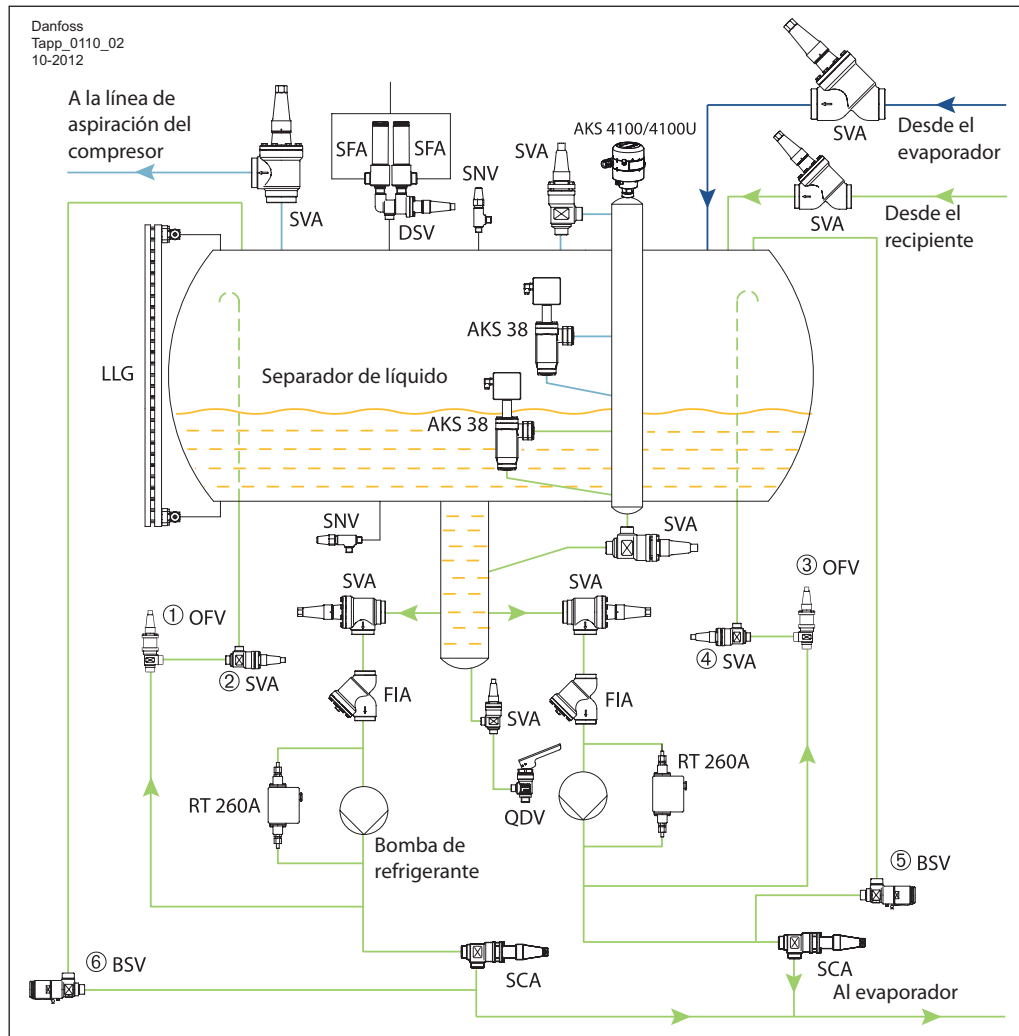 Danfoss
Tapp_0110_02
10-2012
A la línea de
aspiración del
compresor
SVA
SFA
SFA
DSV
SNV
SVA
AKS 4100/4100U
SVA
Desde el
evaporador
SVA
Desde el
recipiente
LLG
AKS 38
Separador de líquido
AKS 38
SNV
SVA
SVA
SVA
① OFV
② SVA
③ OFV
④ SVA
FIA
FIA
SVA
QDV
RT 260A
RT 260A
Bomba de
refrigerante
⑤ BSV
⑥ BSV
SCA
SCA
Al evaporador